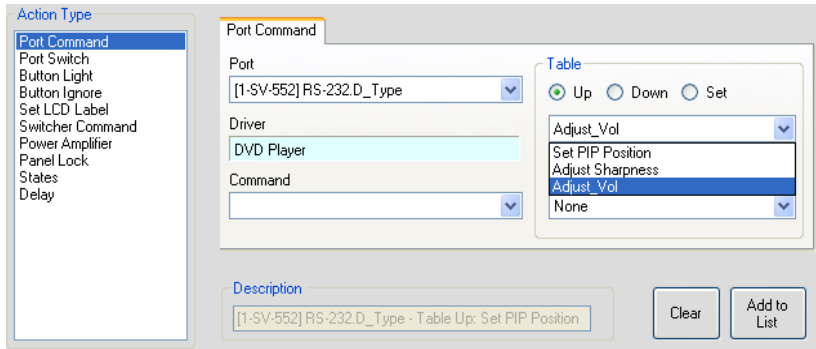 Action Type
Port Command
Port Switch
Button Light
Button Ignore
Set LCD Label
Switcher Command
Power Amplifier
Panel Lock
States
Delay
Port Command
Port
[1-SV-552] RS-232.D_Type
Driver
DVD Player
Command
Table
Up Down Set
Adjust_Vol
Set PIP Position
Adjust Sharpness
Adjust_Vol
None
Description
[1-SV-552] RS-232.D_Type - Table Up: Set PIP Position
Clear
Add to
List